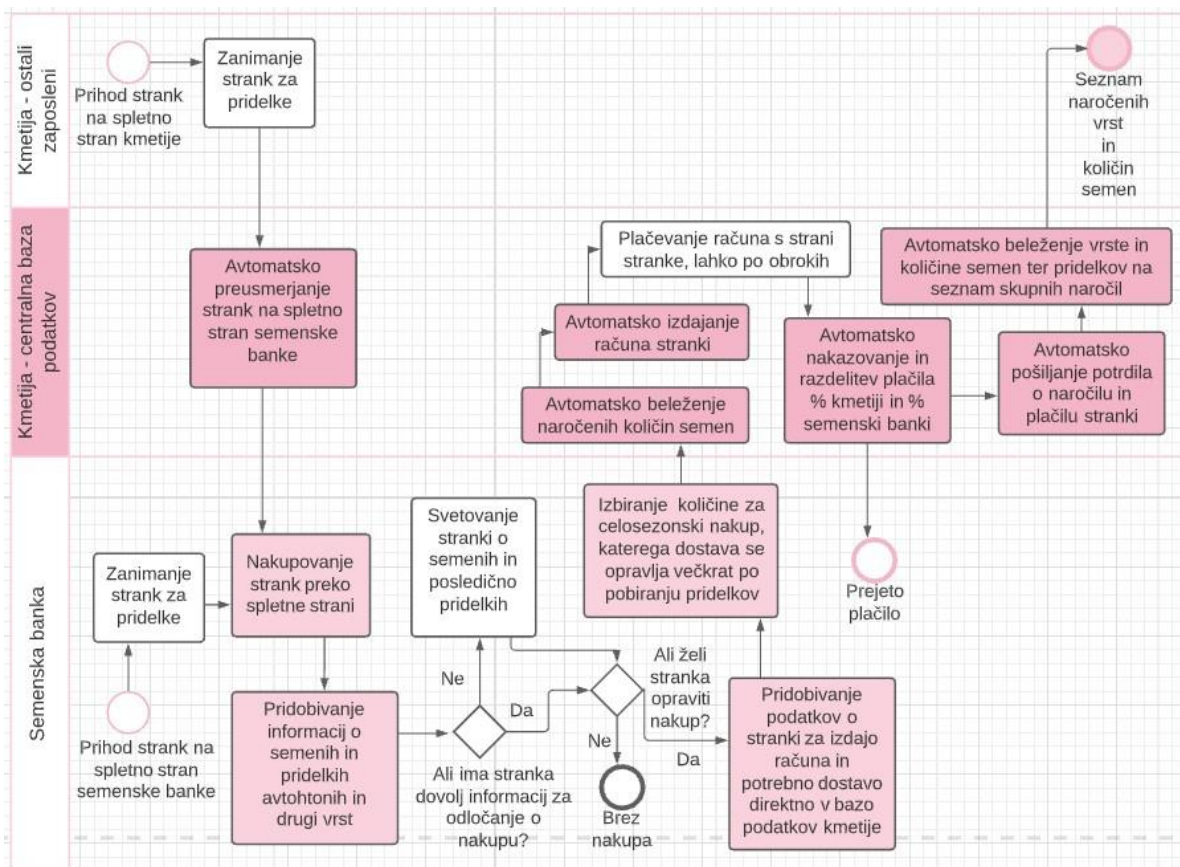 Kmetija - ostali
zaposleni
Prihod strank
na spletno
stran kmetije
Zanimanje
strank za
pridelke
Seznam
naročenih
vrst
in
količin
semen
Kmetija - centralna baza
podatkov
Avtomatsko
preusmerjanje
strank na spletno
stran semenske
banke
Plačevanje računa s strani
stranke, lahko po obrokih
Avtomatsko izdajanje
računa stranki
Avtomatsko beleženje
naročenih količin semen
Avtomatsko
nakazovanje in
razdelitev plačila
% kmetiji in %
semenski banki
Avtomatsko beleženje vrste in
količine semen ter pridelkov na
seznam skupnih naročil
Avtomatsko
pošiljanje potrdila
o naročilu in
plačilu stranki
Semenska banka
Zanimanje
strank za
pridelke
Prihod strank na
spletno stran
semenske banke
Nakupovanje
strank preko
spletne strani
Pridobivanje
informacij o
semenih in
pridelkih
avtohtonih in
drugi vrst
Svetovanje
stranki o
semenih in
posledično
pridelkih
Ne
Da
Ali ima stranka
dovolj informacij za
odločanje o
nakupu?
Ali želi
stranka
opraviti
nakup?
Ne
Da
Brez
nakupa
Izbiranje količine za
celosezonski nakup,
katerega dostava se
opravlja večkrat po
pobiranju pridelkov
Pridobivanje
podatkov o
stranki za izdajo
računa in
potrebno dostavo
direktno v bazo
podatkov kmetije
Prejeto
plačilo